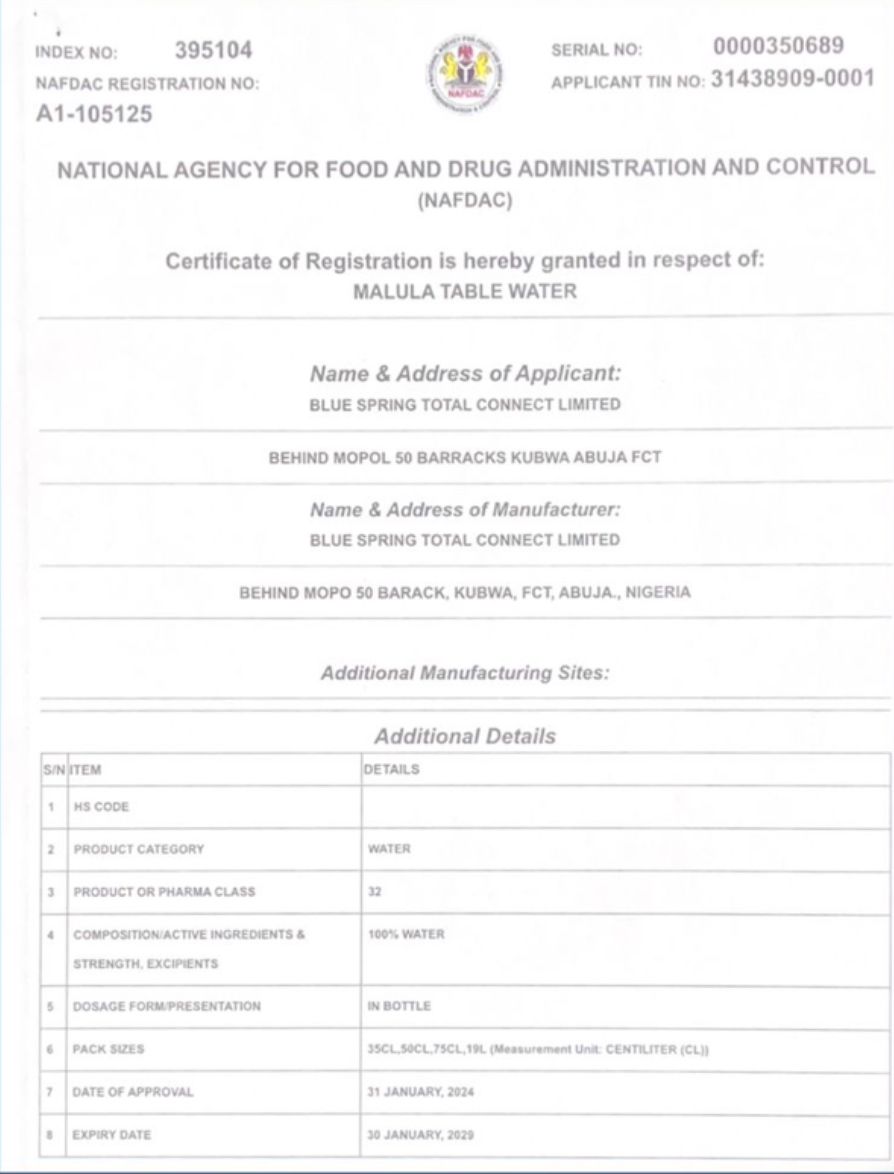 INDEX NO: 395104
SERIAL NO: 0000350689
NAFDAC REGISTRATION NO:
APPLICANT TIN NO: 31438909-0001
A1-105125
NAFDAC
NATIONAL AGENCY FOR FOOD AND DRUG ADMINISTRATION AND CONTROL
(NAFDAC)
Certificate of Registration is hereby granted in respect of:
MALULA TABLE WATER
Name & Address of Applicant:
BLUE SPRING TOTAL CONNECT LIMITED
BEHIND MOPOL 50 BARRACKS KUBWA ABUJA FCT
Name & Address of Manufacturer:
BLUE SPRING TOTAL CONNECT LIMITED
BEHIND MOPO 50 BARACK, KUBWA, FCT, ABUJA., NIGERIA
Additional Manufacturing Sites:
Additional Details
S/N ITEM DETAILS
1 HS CODE
2 PRODUCT CATEGORY WATER
3 PRODUCT OR PHARMA CLASS 32
4 COMPOSITION/ACTIVE INGREDIENTS & 100% WATER
STRENGTH, EXCIPIENTS
5 DOSAGE FORM/PRESENTATION IN BOTTLE
6 PACK SIZES 35CL,50CL,75CL,19L (Measurement Unit: CENTILITER (CL))
7 DATE OF APPROVAL 31 JANUARY, 2024
8 EXPIRY DATE 30 JANUARY, 2029